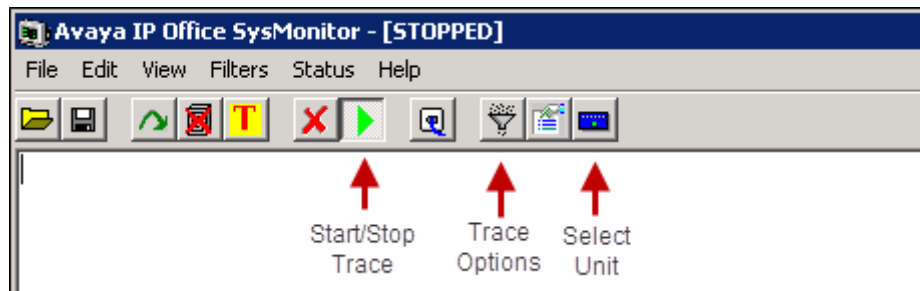 Avaya IP Office SysMonitor - [STOPPED]
File Edit View Filters Status Help
T
Start/Stop
Trace
Trace
Options
Select
Unit